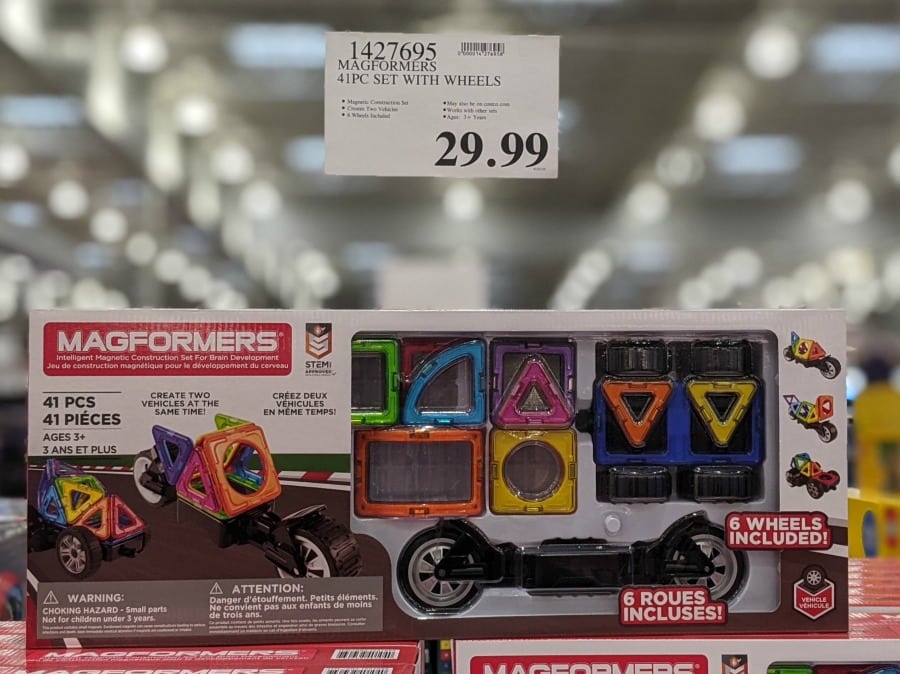 1427695
MAGFORMERS
41PC SET WITH WHEELS
• Magnetic Construction Set
• Creates Two Vehicles
• 6 Wheels Included
• May also be on costco.com
• Works with other sets
• Ages: 3+ Years
29.99
MAGFORMERS
Intelligent Magnetic Construction Set For Brain Development
Jeu de construction magnétique pour le développement du cerveau
STEM
APPROVED
41 PCS
41 PIÉCES
AGES 3+
3 ANS ET PLUS
CREATE TWO
VEHICLES AT THE
SAME TIME!
CRÉEZ DEUX
VÉHICULES
EN MÊME TEMPS!
6 WHEELS
INCLUDED!
6 ROUES
INCLUSES!
VEHICLE
VÉHICULE
WARNING:
CHOKING HAZARD - Small parts
Not for children under 3 years.
ATTENTION:
Danger d'étouffement. Petits éléments.
Ne convient pas aux enfants de moins
de trois ans.
MAGFORMERS